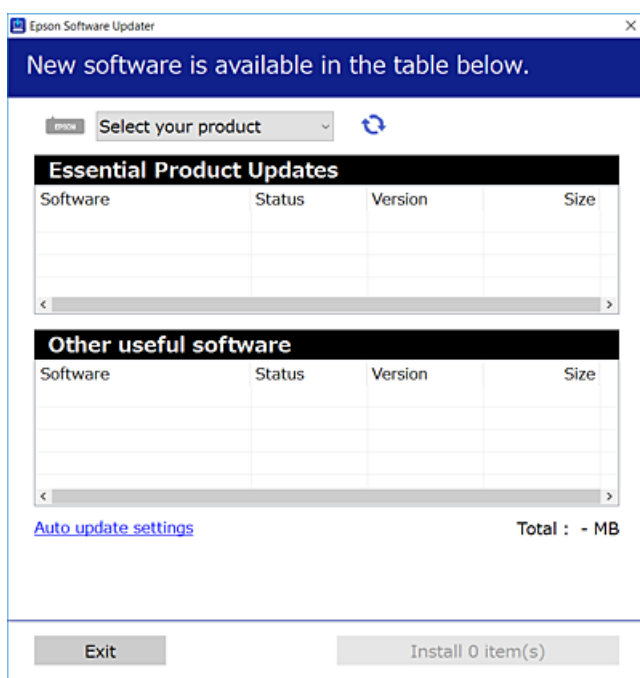 Epson Software Updater
New software is available in the table below.
EPSON Select your product
Essential Product Updates
Software Status Version Size
Other useful software
Software Status Version Size
Auto update settings Total : - MB
Exit Install 0 item(s)